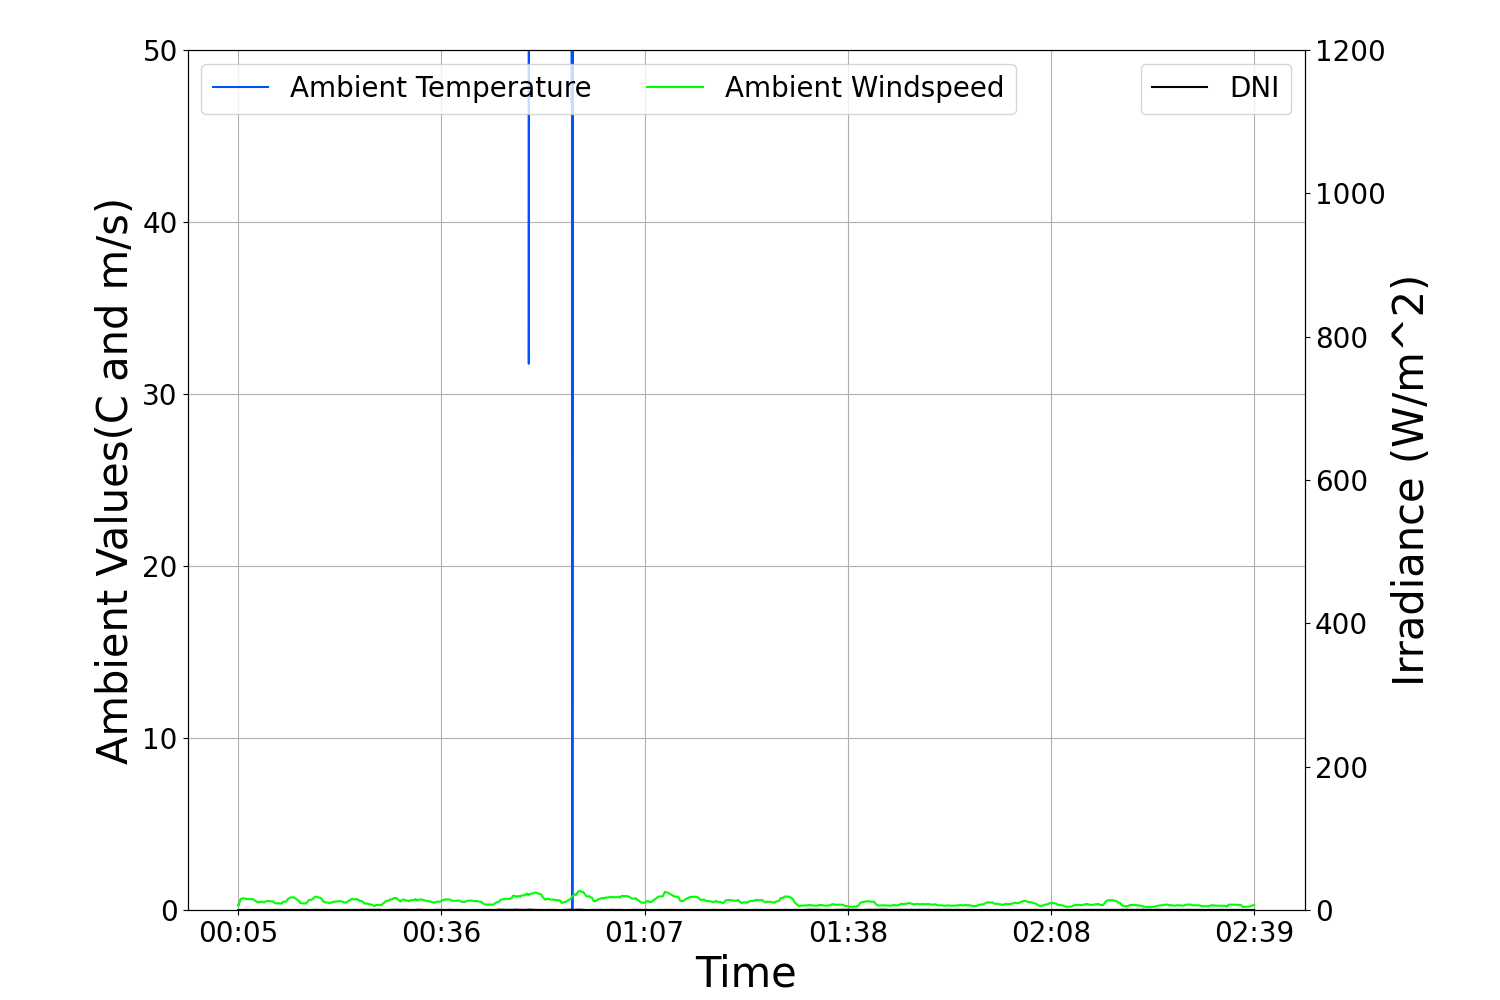 Ambient Temperature Ambient Windspeed DNI
Ambient Values(C and m/s)
50
40
30
20
10
0
1200
1000
800
600
400
200
0
Irradiance (W/m^2)
00:05 00:36 01:07 01:38 02:08 02:39
Time